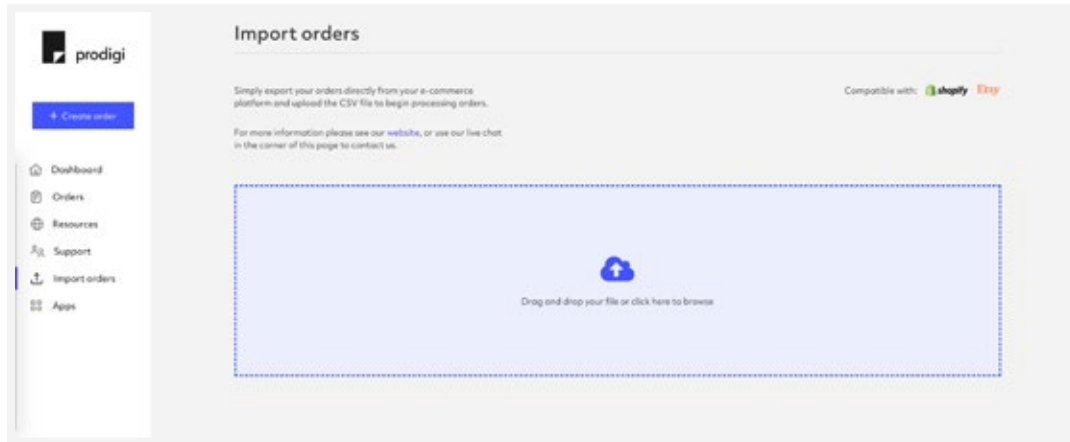 prodigi
+ Create order
Dashboard
Orders
Resources
Support
Import orders
Apps
Import orders
Simply export your orders directly from your e-commerce
platform and upload the CSV file to begin processing orders.
For more information please see our website, or use our live chat
in the corner of this page to contact us.
Compatible with: shopify Etsy
Drag and drop your file or click here to browse